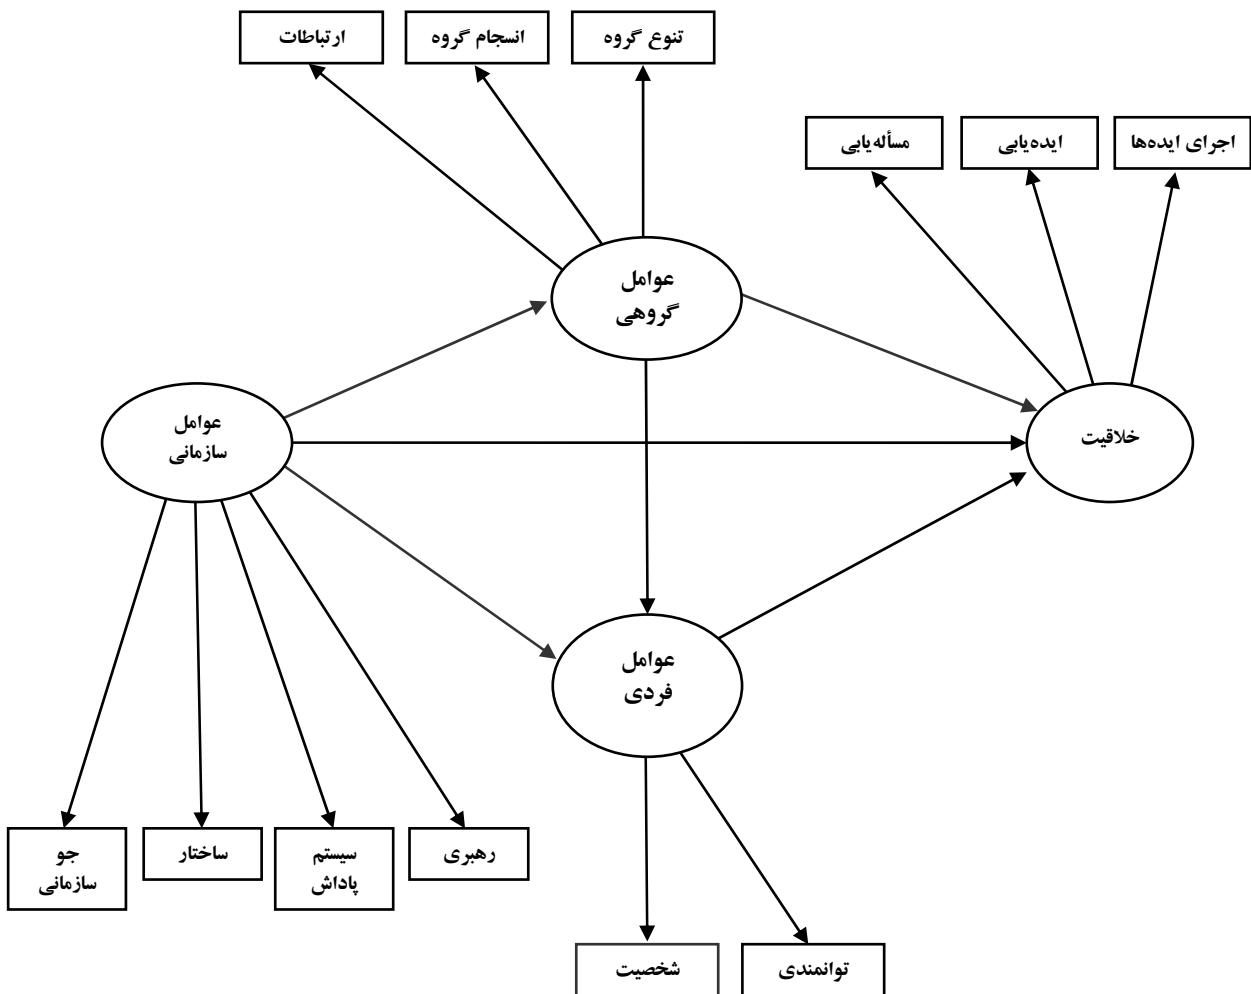 تنوع گروه
انسجام گروه
ارتباطات
اجرای ایده‌ها
ایده‌یابی
مسأله‌یابی
عوامل
گروهی
خلاقیت
عوامل
سازمانی
عوامل
فردی
رهبری
سیستم
پاداش
ساختار
جو
سازمانی
توانمندی
شخصیت